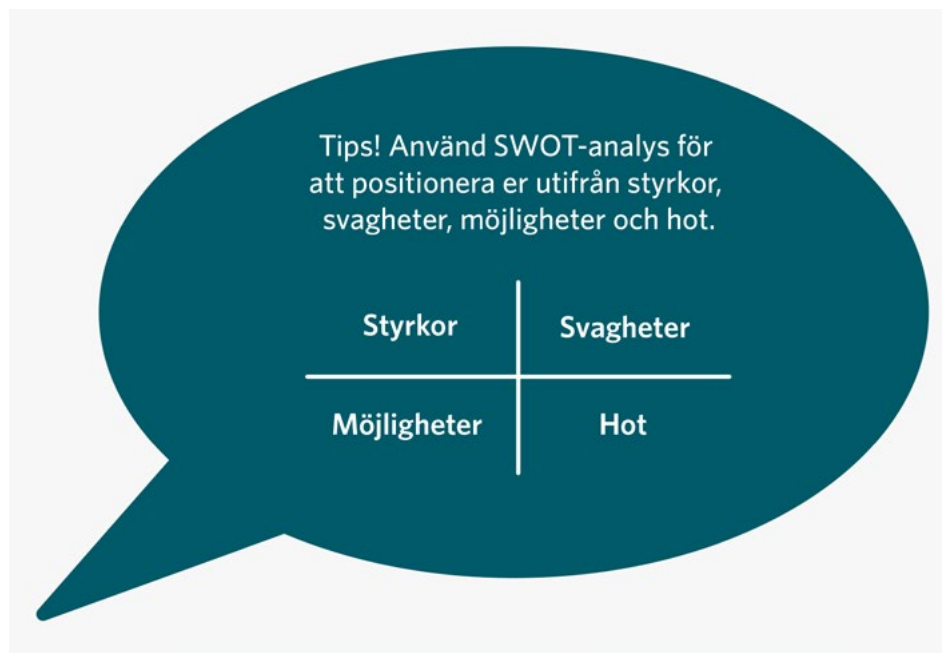 Tips! Använd SWOT-analys för
att positionera er utifrån styrkor,
svagheter, möjligheter och hot.
Styrkor
Svagheter
Möjligheter
Hot